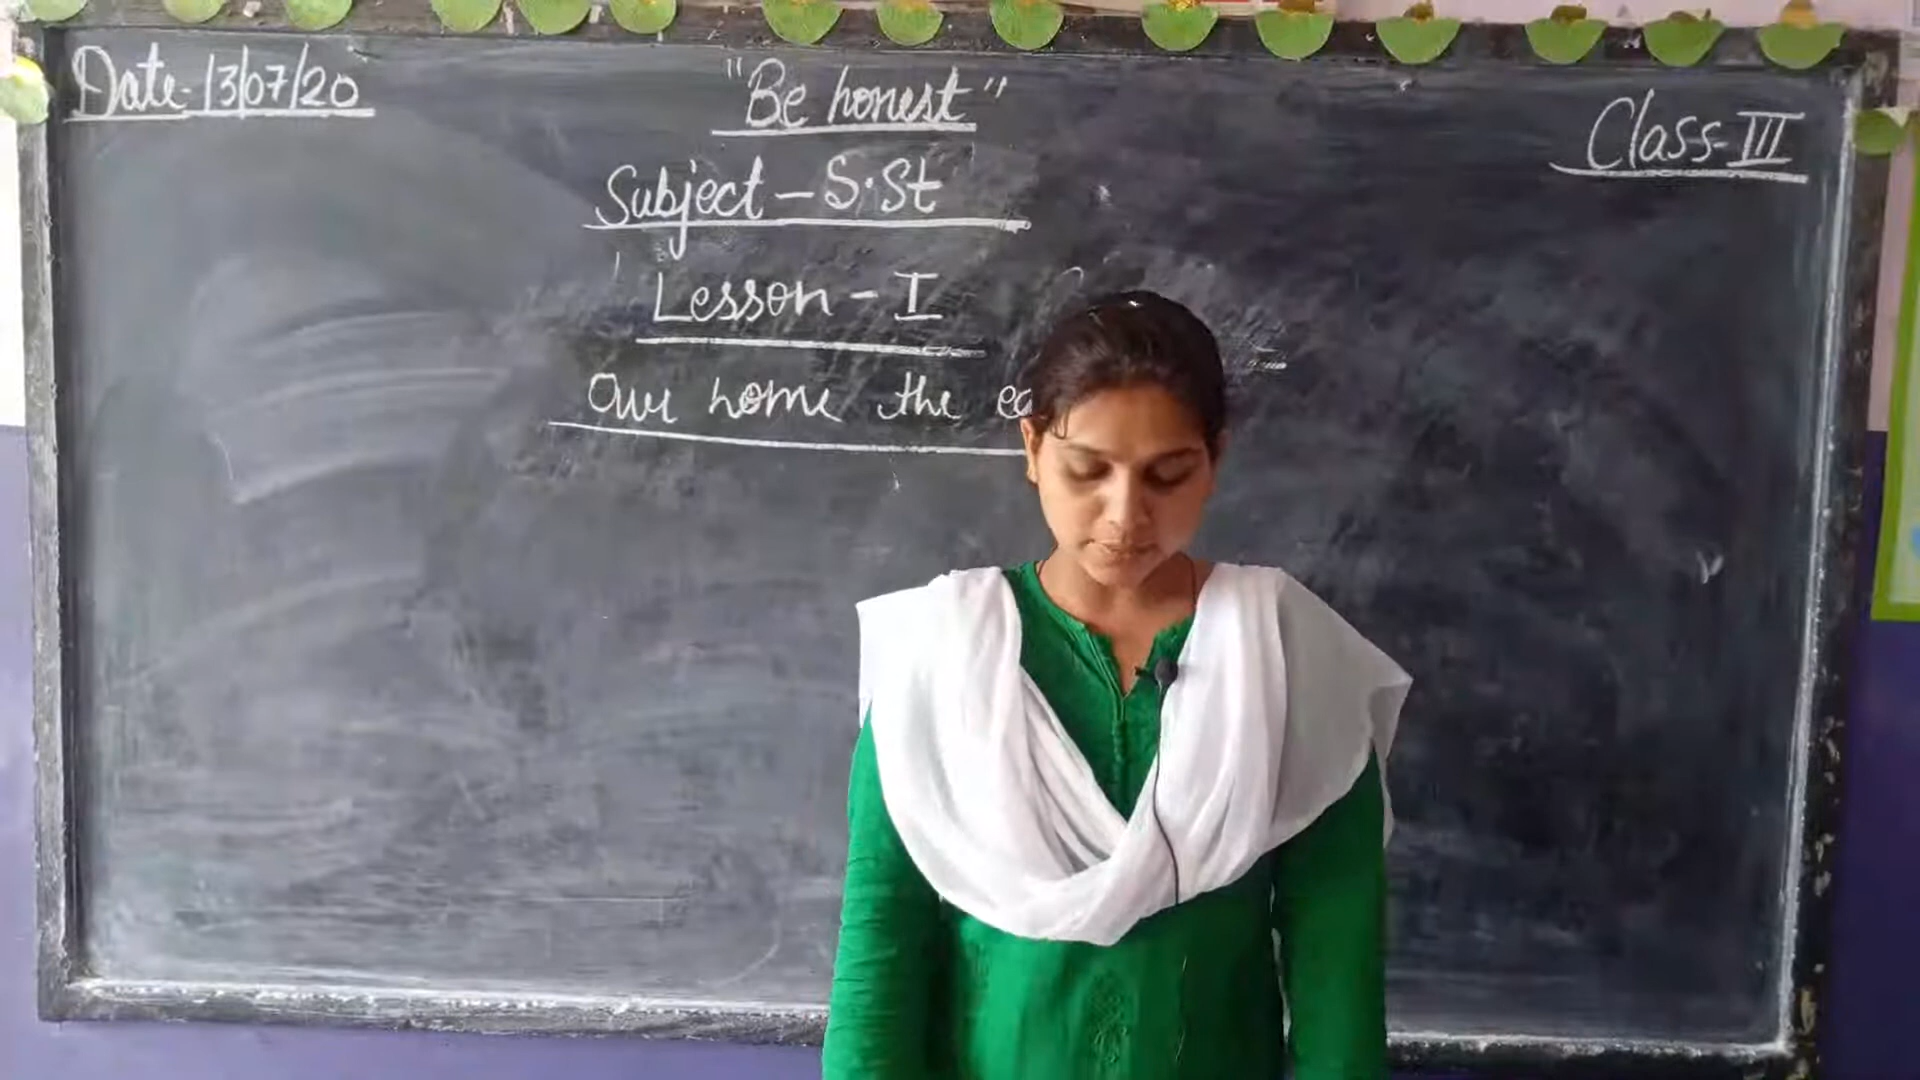 Date-13/07/20
"Be honest"
Class-III
Subject-S.St
Lesson-I
Our home the